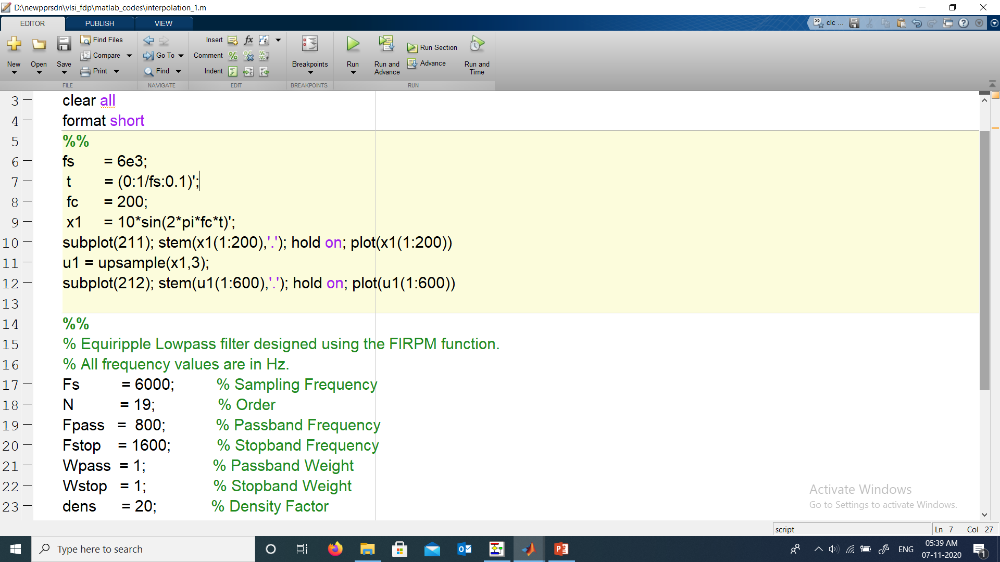 D:\newpprsdn\vlsi_fdp\matlab_codes\interpolation_1.m
EDITOR PUBLISH VIEW
clc ...
New Open Save
Find Files
Compare
Print
Go To
Find
Insert
Comment
Indent
Breakpoints
Run
Run and Advance
Run Section
Advance
Run and Time
FILE NAVIGATE EDIT BREAKPOINTS RUN
3 clear all
4 format short
5 %%
6 fs = 6e3;
7 t = (0:1/fs:0.1)';
8 fc = 200;
9 x1 = 10*sin(2*pi*fc*t)';
10 subplot(211); stem(x1(1:200),'.'); hold on; plot(x1(1:200))
11 u1 = upsample(x1,3);
12 subplot(212); stem(u1(1:600),'.'); hold on; plot(u1(1:600))
13
14 %%
15 % Equiripple Lowpass filter designed using the FIRPM function.
16 % All frequency values are in Hz.
17 Fs = 6000; % Sampling Frequency
18 N = 19; % Order
19 Fpass = 800; % Passband Frequency
20 Fstop = 1600; % Stopband Frequency
21 Wpass = 1; % Passband Weight
22 Wstop = 1; % Stopband Weight
23 dens = 20; % Density Factor
Activate Windows
Go to Settings to activate Windows.
script Ln 7 Col 27
Type here to search
ENG
05:39 AM
07-11-2020
1